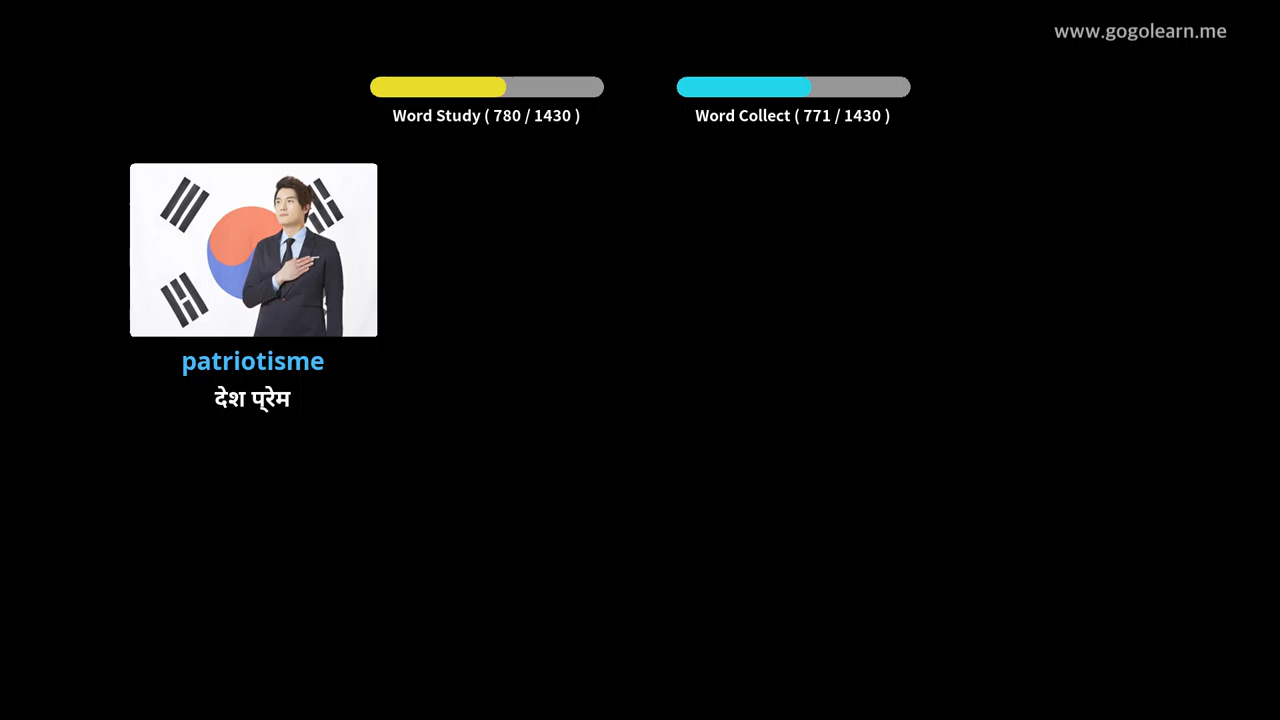 www.gogolearn.me
Word Study ( 780 / 1430 )
Word Collect ( 771 / 1430 )
patriotisme
देश प्रेम